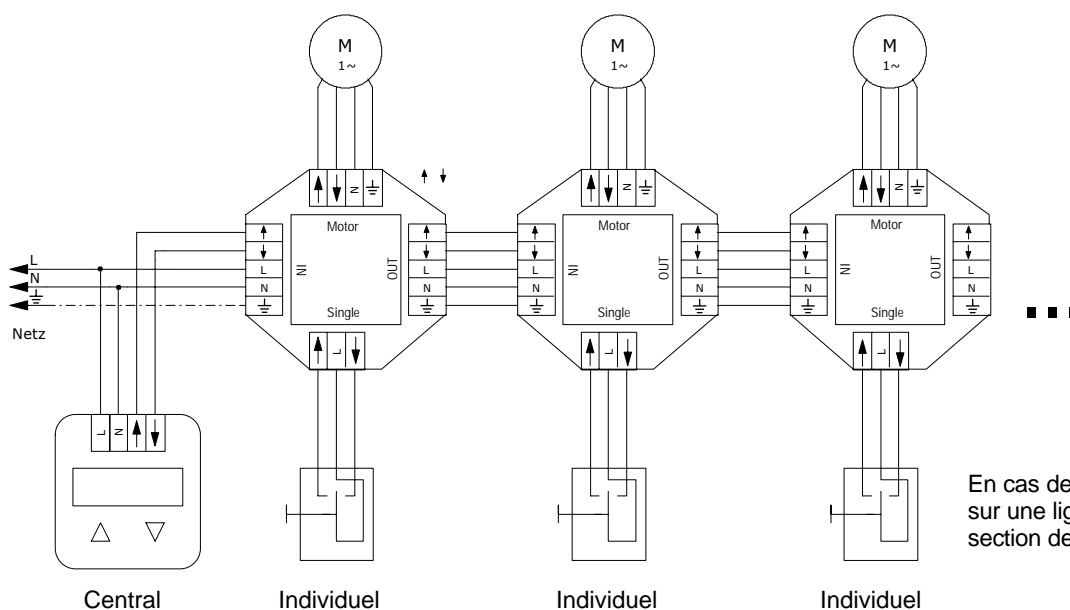 M
1~
M
1~
M
1~
N
N
N
Motor
Motor
Motor
L
N
Netz
L
N
IN
OUT
L
N
L
N
IN
OUT
L
N
L
N
IN
OUT
L
N
Single
Single
Single
L
L
L
L
N
En cas de
sur une lig
section de
Central
Individuel
Individuel
Individuel